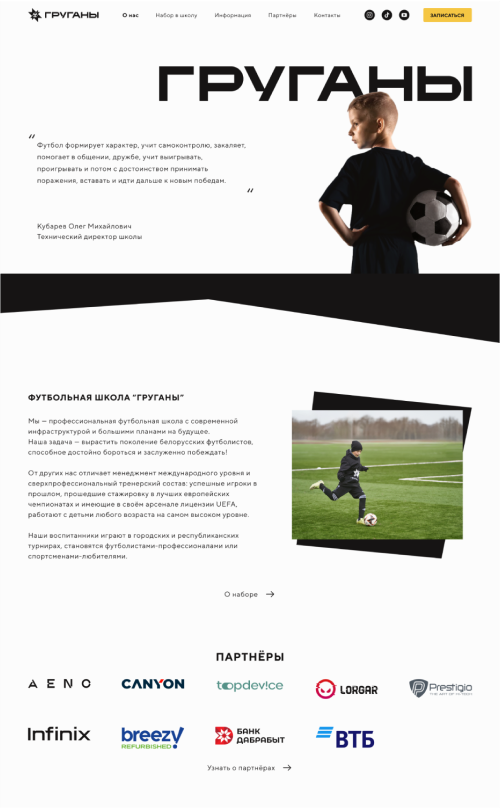 ГРУГАНЫ
О нас
Набор в школу
Информация
Партнёры
Контакты
ЗАПИСАТЬСЯ
ГРУГАНЫ
“
Футбол формирует характер, учит самоконтролю, закаляет,
помогает в общении, дружбе, учит выигрывать,
проигрывать и потом с достоинством принимать
поражения, вставать и идти дальше к новым победам.
“
Кубарев Олег Михайлович
Технический директор школы
ФУТБОЛЬНАЯ ШКОЛА “ГРУГАНЫ”
Мы — профессиональная футбольная школа с современной
инфраструктурой и большими планами на будущее.
Наша задача — вырастить поколение белорусских футболистов,
способное достойно бороться и заслуженно побеждать!
От других нас отличает менеджмент международного уровня и
сверхпрофессиональный тренерский состав: успешные игроки в
прошлом, прошедшие стажировку в лучших европейских
чемпионатах и имеющие в своём арсенале лицензии UEFA,
работают с детьми любого возраста на самом высоком уровне.
Наши воспитанники играют в городских и республиканских
турнирах, становятся футболистами-профессионалами или
спортсменами-любителями.
О наборе →
ПАРТНЁРЫ
AENO
CANYON
topdevice
LORGAR
Prestigio
THE ART OF HI-TECH
Infinix
breezy
REFURBISHED
БАНК
ДАБРАБЫТ
ВТБ
Узнать о партнёрах →